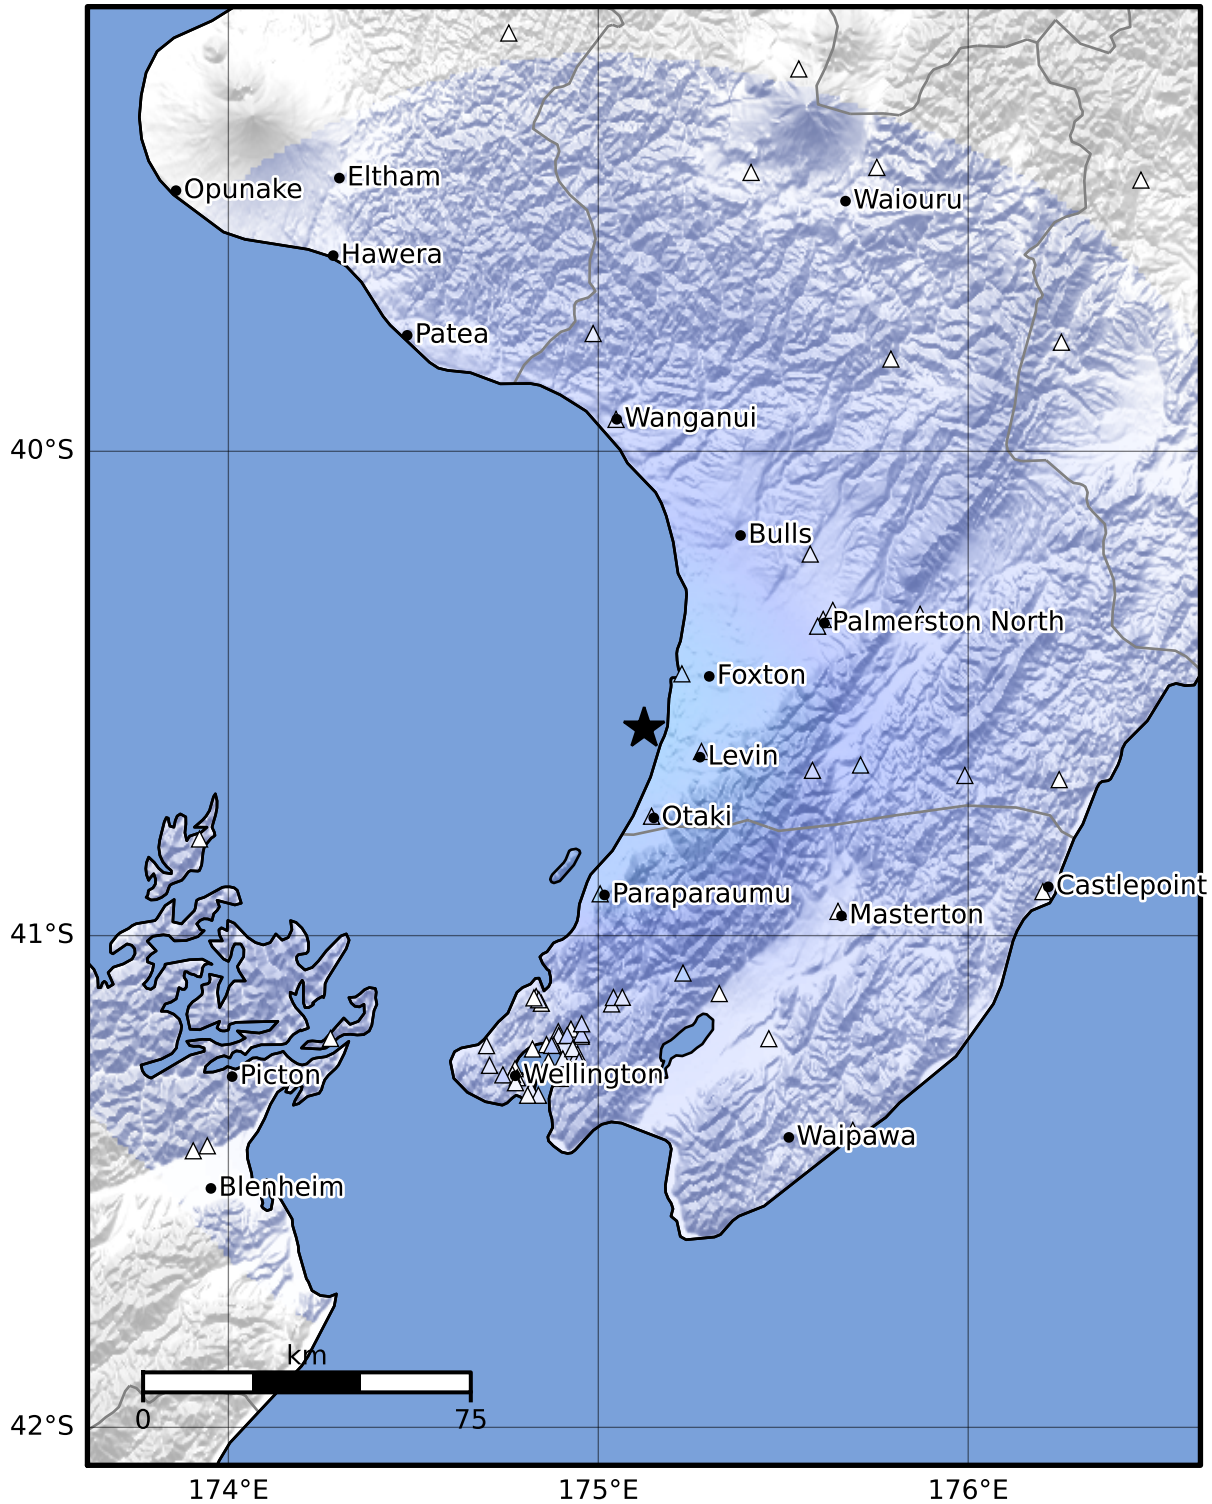 Eltham
Opunake
Waiouru
Hawera
Patea
Wanganui
40°S
Bulls
Palmerston North
Foxton
Levin
Otaki
Castlepoint
Paraparaumu
Masterton
41°S
Picton
Wellington
Waipawa
Blenheim
km
0 75
42°S
174°E 175°E 176°E